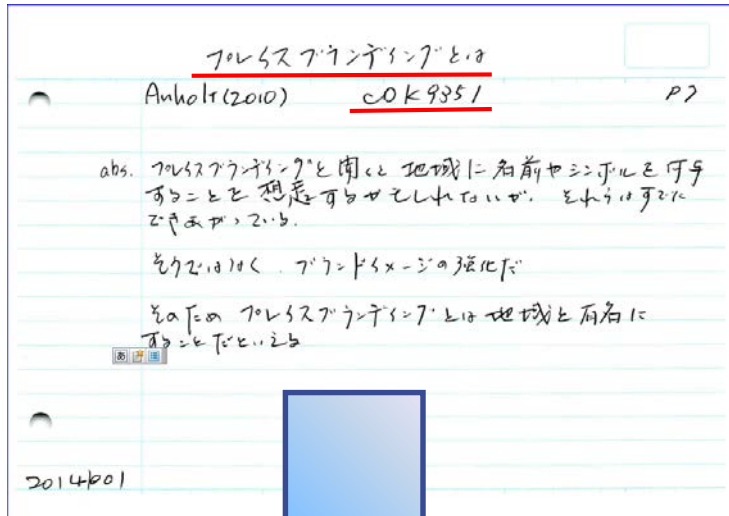 プレイスブランディングとは
Anholt(2010) cOK9351 P7
abs. プレイスブランディングと聞くと地域に名前やシンボルを付与
することを想起するかもしれないが、それらはすでに
できあがっている.
そうではなく、ブランドイメージの強化だ
そのため プレイスブランディングとは地域を有名に
することだといえる
あ
20141001